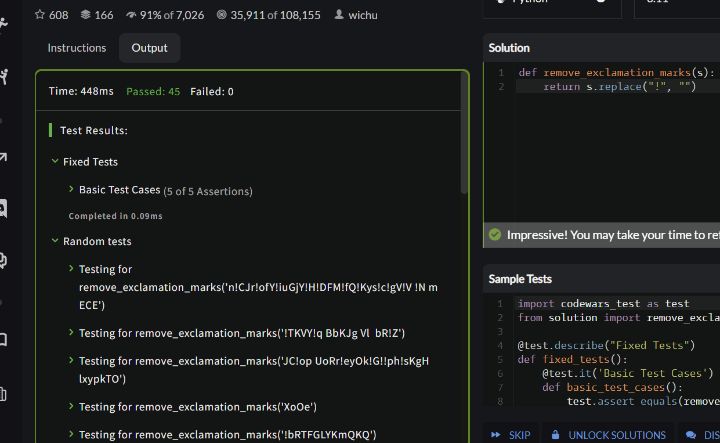 608 166 91% of 7,026 35,911 of 108,155 wichu
Instructions
Output
Time: 448ms Passed: 45 Failed: 0
Test Results:
Fixed Tests
Basic Test Cases (5 of 5 Assertions)
Completed in 0.09ms
Random tests
Testing for
remove_exclamation_marks('n!CJr!ofY!iuGjY!H!DFM!fQ!Kys!c!gV!V !N m
ECE')
Testing for remove_exclamation_marks('!TKVY!q BbKJg Vl  bR!Z')
Testing for remove_exclamation_marks('JC!op UoRr!eyOk!G!!ph!sKgH
lxypkTO')
Testing for remove_exclamation_marks('XoOe')
Testing for remove_exclamation_marks('!bRTFGLYKmQKQ')
Python
Solution
1 def remove_exclamation_marks(s):
2     return s.replace("!", "")
Impressive! You may take your time to ref
Sample Tests
1 import codewars_test as test
2 from solution import remove_excla
3
4 @test.describe("Fixed Tests")
5 def fixed_tests():
6     @test.it('Basic Test Cases')
7     def basic_test_cases():
8         test.assert_equals(remove
SKIP
UNLOCK SOLUTIONS
DIS